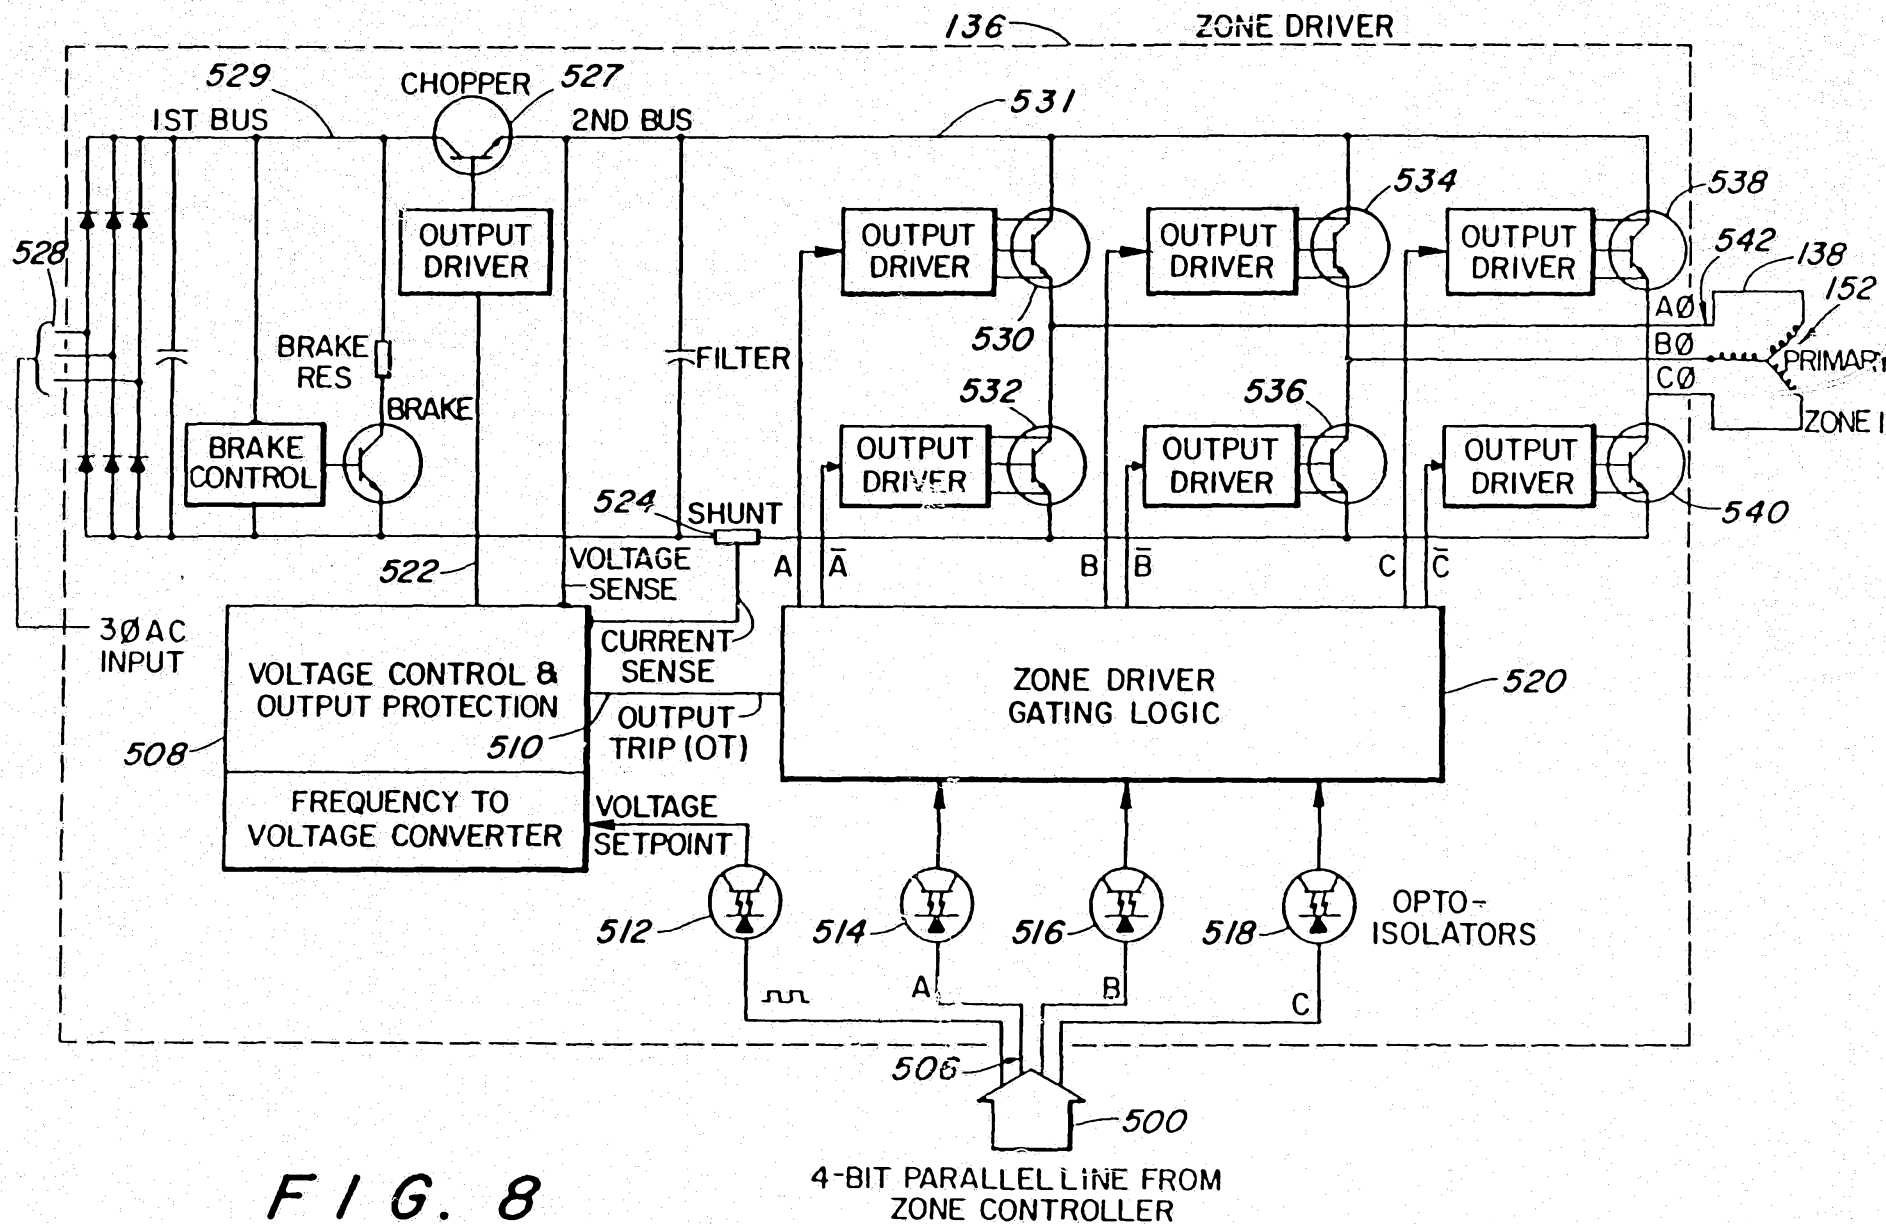 136
ZONE DRIVER
529
CHOPPER
527
1ST BUS
2ND BUS
531
534
538
528
OUTPUT
DRIVER
OUTPUT
DRIVER
OUTPUT
DRIVER
OUTPUT
DRIVER
542
138
152
AØ
BØ
CØ
PRIMARY
ZONE 1
BRAKE
RES
FILTER
530
BRAKE
532
536
BRAKE
CONTROL
OUTPUT
DRIVER
OUTPUT
DRIVER
OUTPUT
DRIVER
524
SHUNT
540
522
VOLTAGE
SENSE
A
Ā
B
B̄
C
C̄
3ØAC
INPUT
CURRENT
SENSE
VOLTAGE CONTROL &
OUTPUT PROTECTION
ZONE DRIVER
GATING LOGIC
520
508
510
OUTPUT
TRIP (OT)
FREQUENCY TO
VOLTAGE CONVERTER
VOLTAGE
SETPOINT
512
514
516
518
OPTO-
ISOLATORS
A
B
C
506
500
4-BIT PARALLEL LINE FROM
ZONE CONTROLLER
FIG. 8